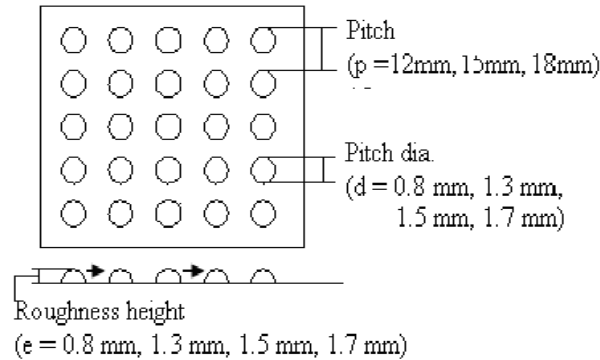 Pitch
(p =12mm, 15mm, 18mm)
Pitch dia.
(d = 0.8 mm, 1.3 mm,
1.5 mm, 1.7 mm)
Roughness height
(e = 0.8 mm, 1.3 mm, 1.5 mm, 1.7 mm)